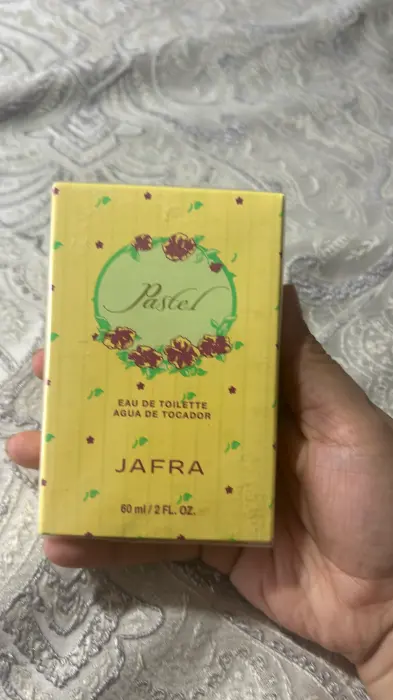 Pastel
EAU DE TOILETTE
AGUA DE TOCADOR
JAFRA
60 ml / 2 FL. OZ.